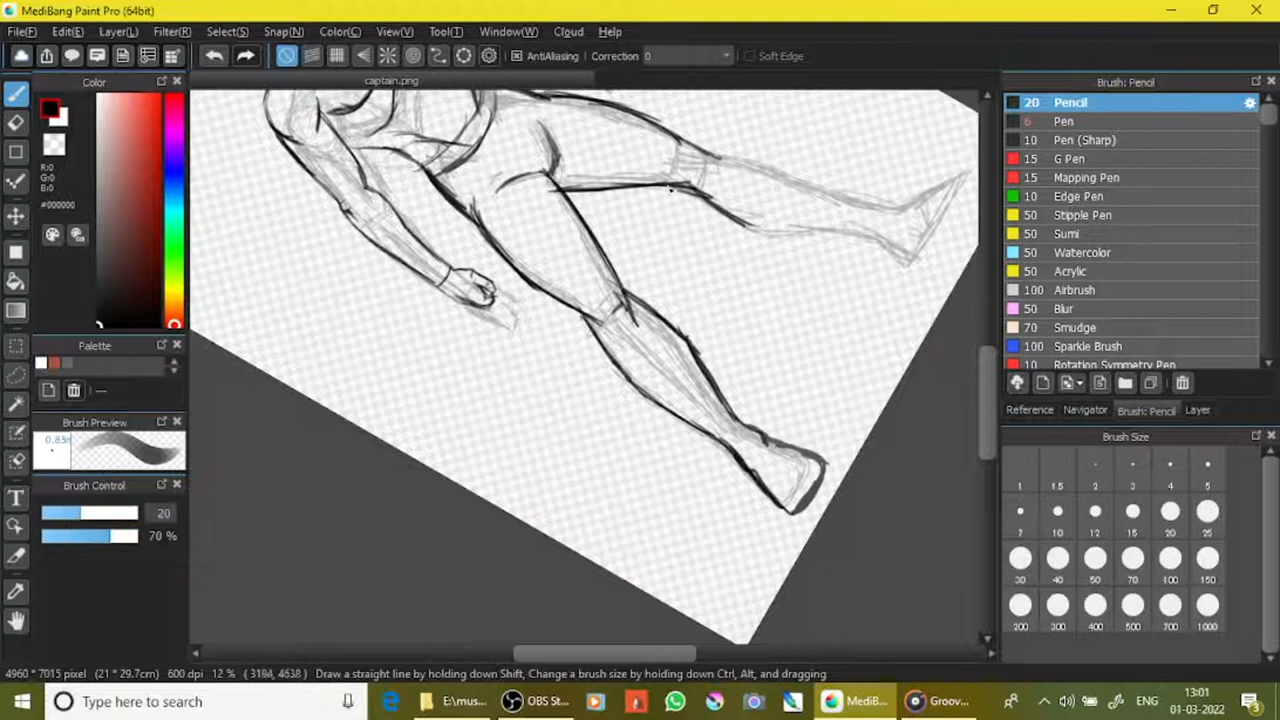 MediBang Paint Pro (64bit)
File(F) Edit(E) Layer(L) Filter(R) Select(S) Snap(N) Color(C) View(V) Tool(T) Window(W) Cloud Help
AntiAliasing Correction 0 Soft Edge
Color
captain.png
Brush: Pencil
20 Pencil
6 Pen
10 Pen (Sharp)
15 G Pen
15 Mapping Pen
10 Edge Pen
50 Stipple Pen
50 Sumi
50 Watercolor
50 Acrylic
100 Airbrush
50 Blur
70 Smudge
100 Sparkle Brush
10 Rotation Symmetry Pen
R:0
G:0
B:0
#000000
Palette
---
Brush Preview
Brush Control
20
70 %
Reference Navigator Brush: Pencil Layer
Brush Size
1 1.5 2 3 4 5
7 10 12 15 20 25
30 40 50 70 100 150
200 300 400 500 700 1000
4960 * 7015 pixel (21 * 29.7cm) 600 dpi 12 % ( 3184, 4538 ) Draw a straight line by holding down Shift, Change a brush size by holding down Ctrl, Alt, and dragging
Type here to search
E:\mus...
OBS St...
MediB...
Groov...
ENG
13:01
01-03-2022
3